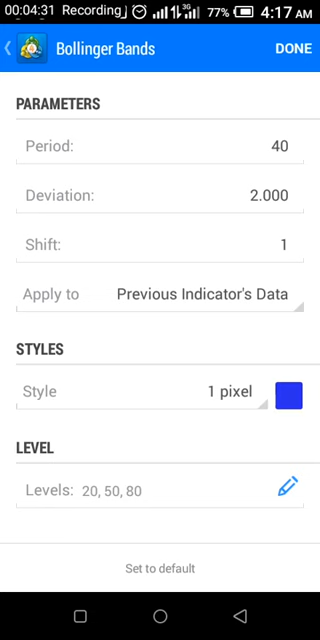 00:04:31 Recording 3G 77% 4:17 AM
Bollinger Bands DONE
PARAMETERS
Period: 40
Deviation: 2.000
Shift: 1
Apply to Previous Indicator's Data
STYLES
Style 1 pixel
LEVEL
Levels: 20, 50, 80
Set to default